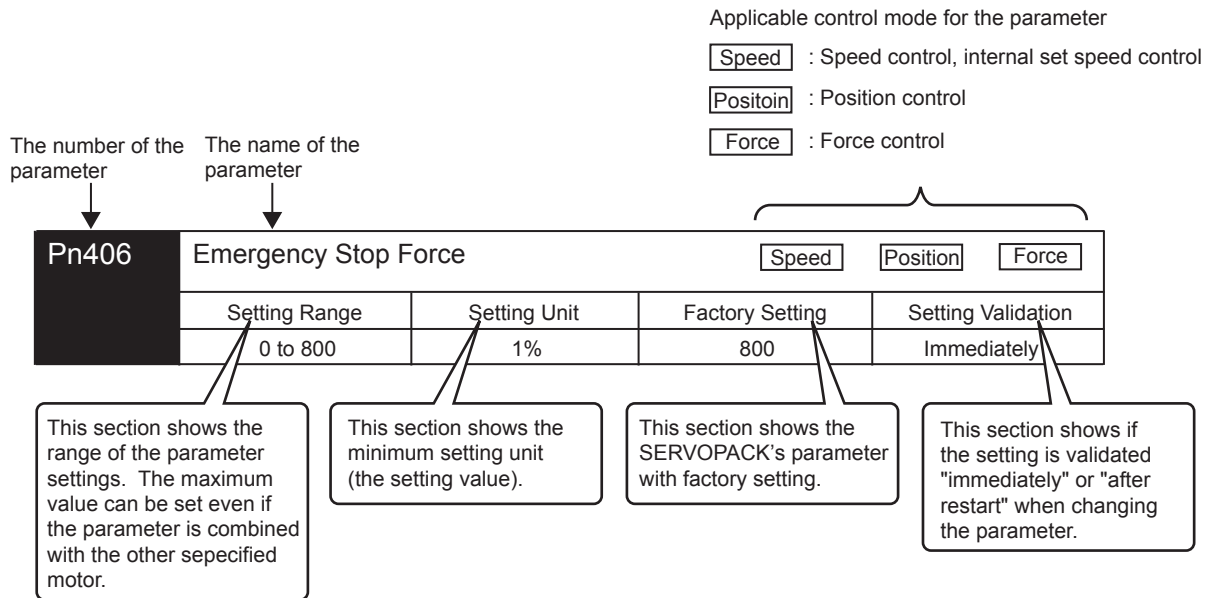 Applicable control mode for the parameter
Speed : Speed control, internal set speed control
Positoin : Position control
Force : Force control
The number of the
parameter
The name of the
parameter
Pn406 Emergency Stop Force Speed Position Force
Setting Range Setting Unit Factory Setting Setting Validation
0 to 800 1% 800 Immediately
This section shows the
range of the parameter
settings. The maximum
value can be set even if
the parameter is combined
with the other sepecified
motor.
This section shows the
minimum setting unit
(the setting value).
This section shows the
SERVOPACK's parameter
with factory setting.
This section shows if
the setting is validated
"immediately" or "after
restart" when changing
the parameter.